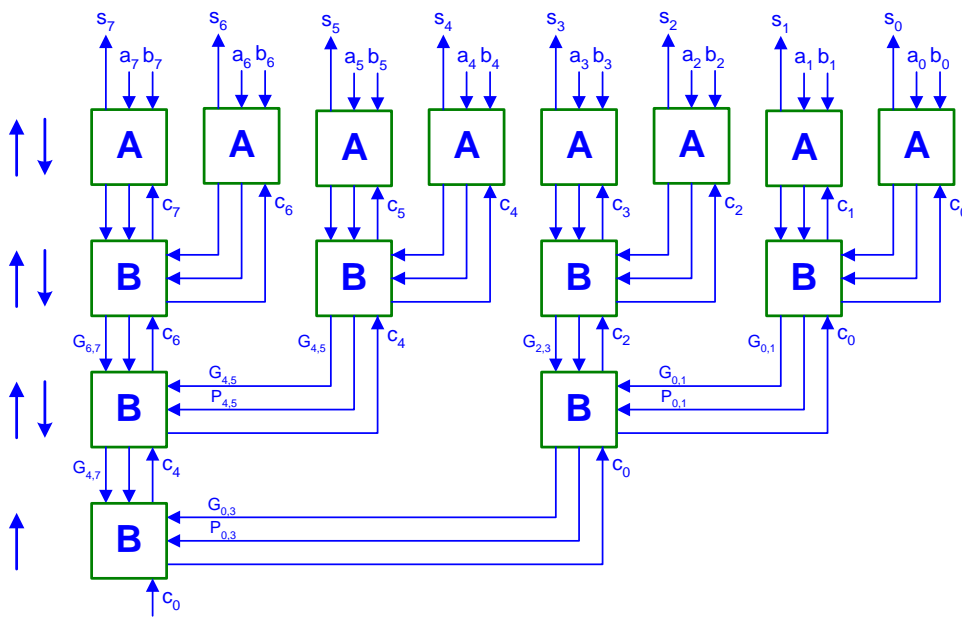 s7 s6 s5 s4 s3 s2 s1 s0
a7 b7 a6 b6 a5 b5 a4 b4 a3 b3 a2 b2 a1 b1 a0 b0
A A A A A A A A
c7 c6 c5 c4 c3 c2 c1 c0
B B B B
G6,7 c6 G4,5 c4 G2,3 c2 G0,1 c0
G4,5 G0,1
P4,5 P0,1
B B
G4,7 c4 c0
G0,3
P0,3
B
c0